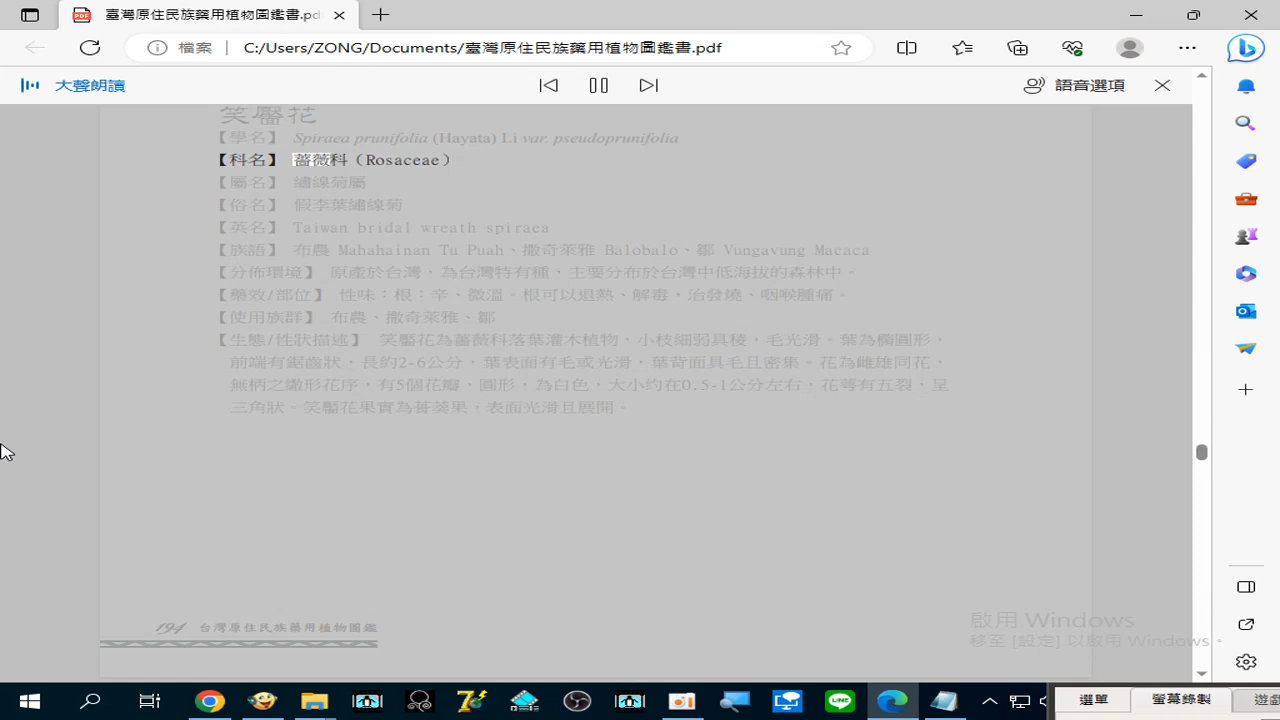 臺灣原住民族藥用植物圖鑑書.pd
檔案
C:/Users/ZONG/Documents/臺灣原住民族藥用植物圖鑑書.pdf
大聲朗讀
語音選項
笑靨花
【學名】 Spiraea prunifolia (Hayata) Li var. pseudoprunifolia
【科名】 薔薇科（Rosaceae）
【屬名】 繡線菊屬
【俗名】 假李葉繡線菊
【英名】 Taiwan bridal wreath spiraea
【族語】 布農 Mahahainan Tu Puah、撒奇萊雅 Balobalo、鄒 Vungavung Macaca
【分佈環境】 原產於台灣，為台灣特有種，主要分布於台灣中低海拔的森林中。
【藥效/部位】 性味：根：辛、微溫。根可以退熱、解毒，治發燒、咽喉腫痛。
【使用族群】 布農、撒奇萊雅、鄒
【生態/性狀描述】 笑靨花為薔薇科落葉灌木植物，小枝細弱具稜，毛光滑。葉為橢圓形，
前端有鋸齒狀，長約2-6公分，葉表面有毛或光滑，葉背面具毛且密集。花為雌雄同花，
無柄之繖形花序，有5個花瓣，圓形，為白色，大小約在0.5-1公分左右，花萼有五裂、呈
三角狀。笑靨花果實為蓇葖果，表面光滑且展開。
194 台灣原住民族藥用植物圖鑑
啟用 Windows
移至 [設定] 以啟用 Windows。
選單
螢幕錄製
遊戲